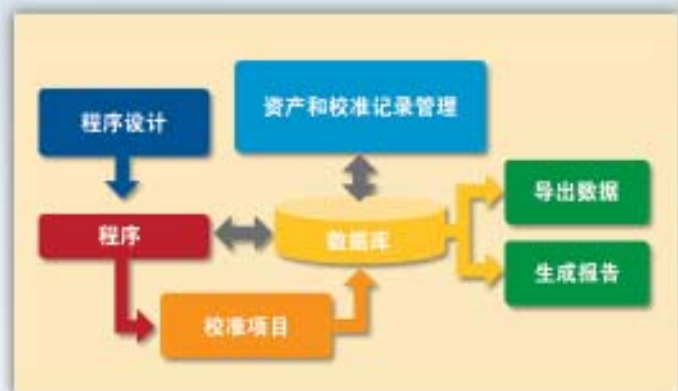 程序设计
资产和校准记录管理
程序
数据库
导出数据
生成报告
校准项目